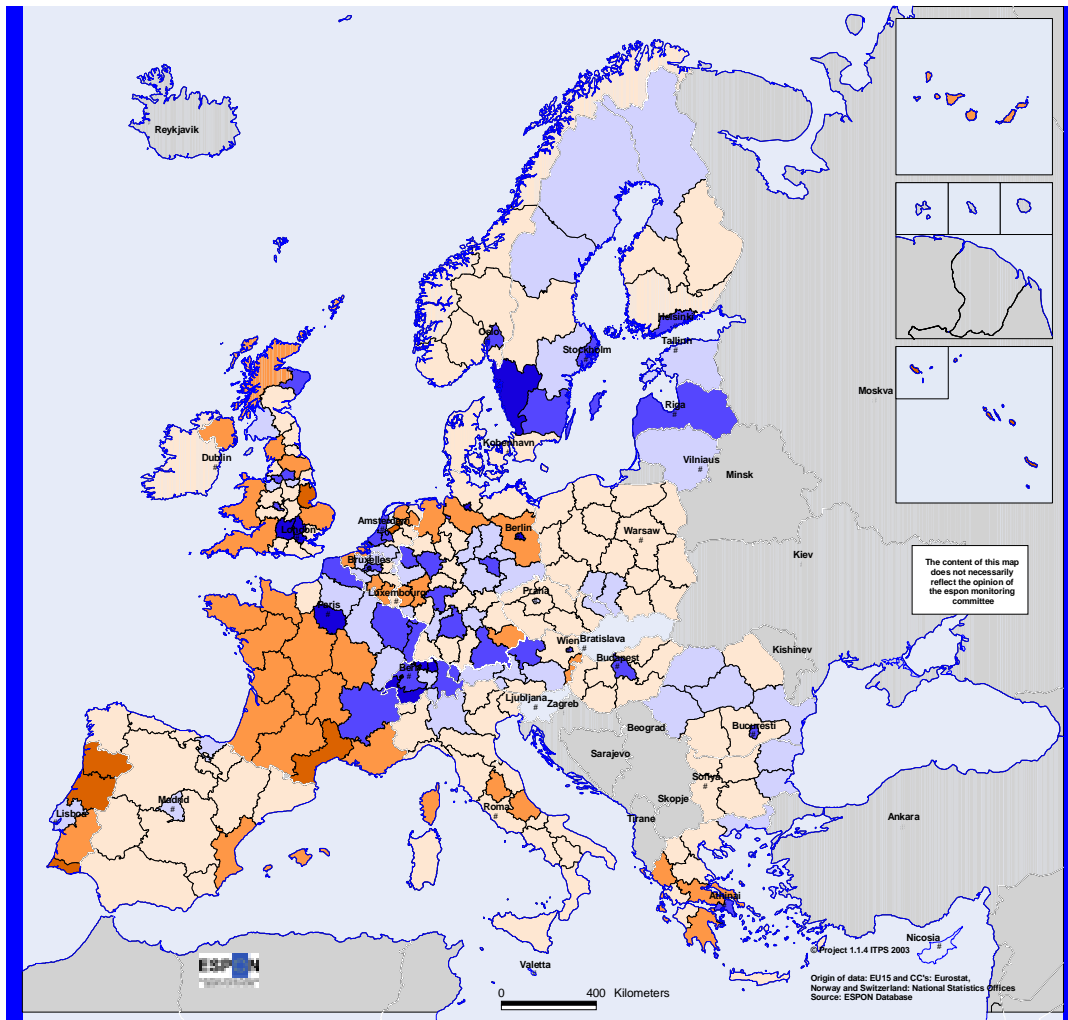 Reykjavik
Oslo
Helsinki
Stockholm
#
Tallinn
#
Moskva
Riga
#
Dublin
#
Kobenhavn
Vilniaus
#
Minsk
Amsterdam
London
Berlin
Warsaw
#
Bruxelles
Kiev
The content of this map
does not necessarily
reflect the opinion of
the espon monitoring
committee
Luxembourg
#
Praha
Paris
Wien
Bratislava
#
Kishinev
Bern
#
Budapest
#
Ljubljana
#
Zagreb
Beograd
Bucuresti
#
Sarajevo
Sofiya
#
Madrid
#
Roma
#
Skopje
Lisboa
Tirane
Ankara
Athinai
Nicosia
#
© Project 1.1.4 ITPS 2003
ESPON
Valetta
Origin of data: EU15 and CC's: Eurostat,
Norway and Switzerland: National Statistics Offices
Source: ESPON Database
0 400 Kilometers